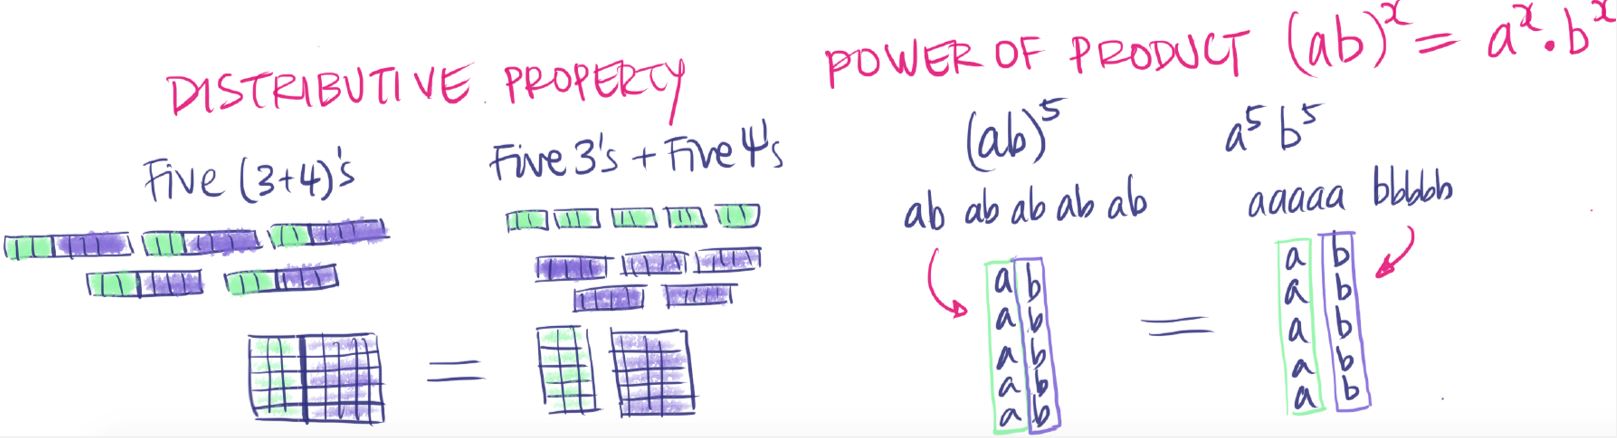 DISTRIBUTIVE PROPERTY
Five (3+4)'s
Five 3's + Five 4's
=
POWER OF PRODUCT (ab)^x = a^x · b^x
(ab)^5
a^5 b^5
ab ab ab ab ab
aaaaa bbbbb
a b
a b
a b
a b
a b
=
a b
a b
a b
a b
a b